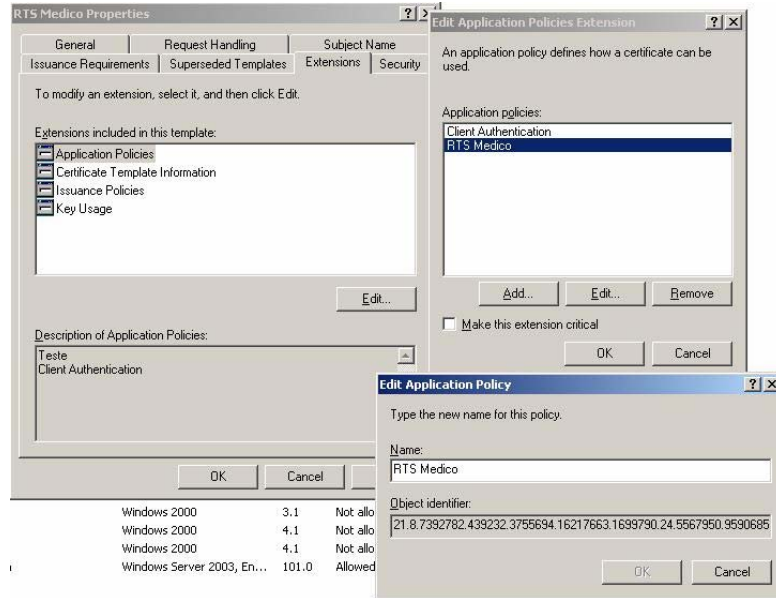 RTS Medico Properties
General
Request Handling
Subject Name
Issuance Requirements
Superseded Templates
Extensions
Security
To modify an extension, select it, and then click Edit.
Extensions included in this template:
Application Policies
Certificate Template Information
Issuance Policies
Key Usage
Edit...
Description of Application Policies:
Teste
Client Authentication
OK
Cancel
Edit Application Policies Extension
An application policy defines how a certificate can be
used.
Application policies:
Client Authentication
RTS Medico
Add...
Edit...
Remove
Make this extension critical
OK
Cancel
Edit Application Policy
Type the new name for this policy.
Name:
RTS Medico
Object identifier:
21.8.7392782.439232.3755694.16217663.1699790.24.5567950.9590685
OK
Cancel
Windows 2000 3.1 Not allo
Windows 2000 4.1 Not allo
Windows 2000 4.1 Not allo
Windows Server 2003, En... 101.0 Allowed